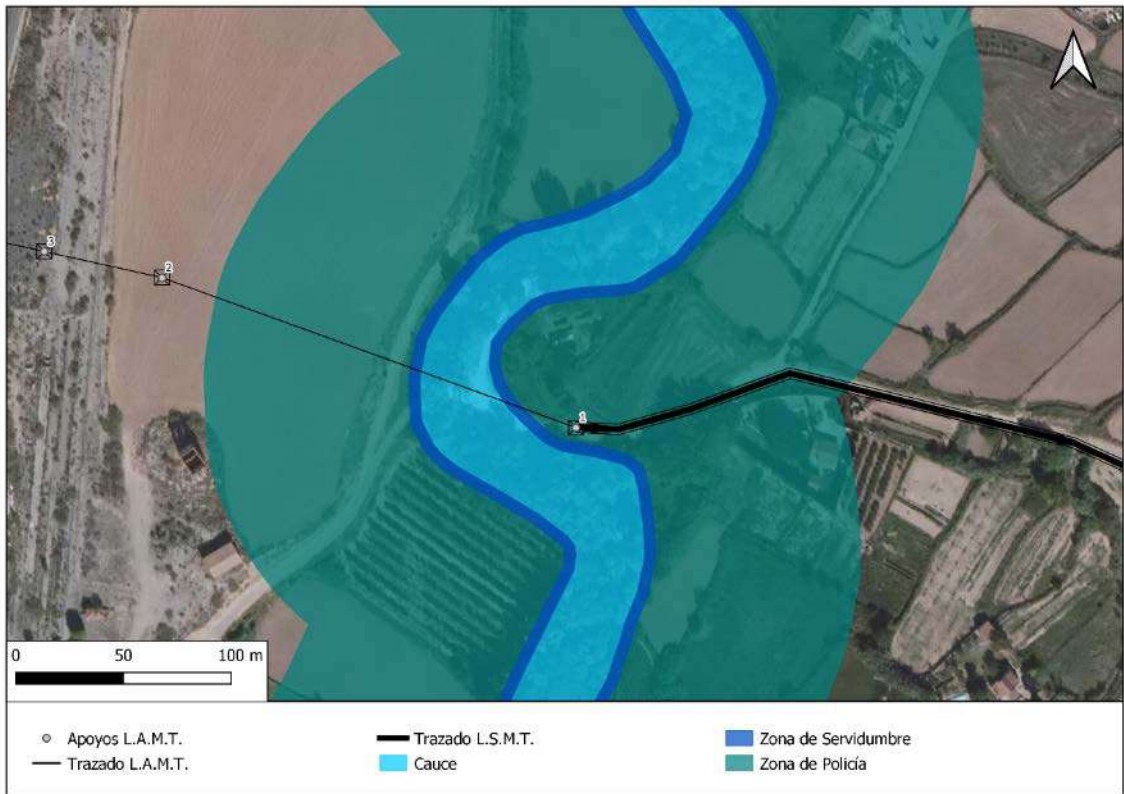 3
2
1
0 50 100 m
Apoyos L.A.M.T.
Trazado L.S.M.T.
Zona de Servidumbre
Trazado L.A.M.T.
Cauce
Zona de Policía